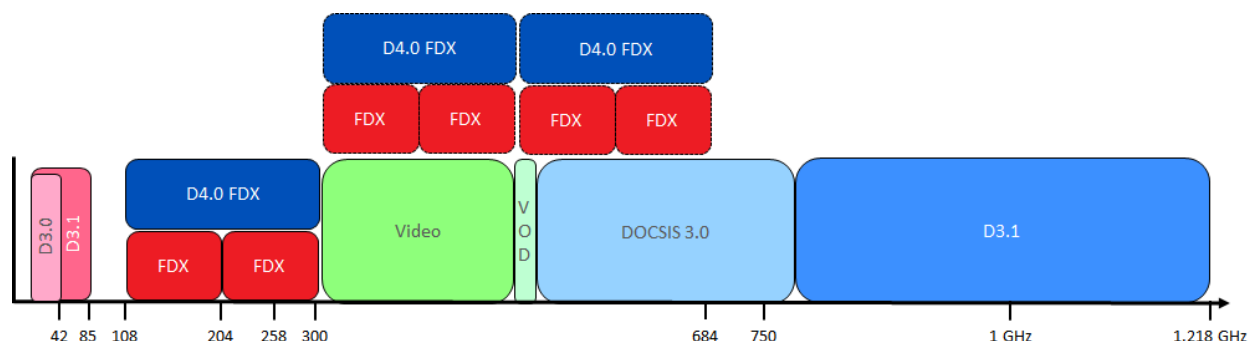 D4.0 FDX
D4.0 FDX
FDX
FDX
FDX
FDX
D3.0
D3.1
D4.0 FDX
FDX
FDX
Video
VOD
DOCSIS 3.0
D3.1
42
85
108
204
258
300
684
750
1 GHz
1.218 GHz